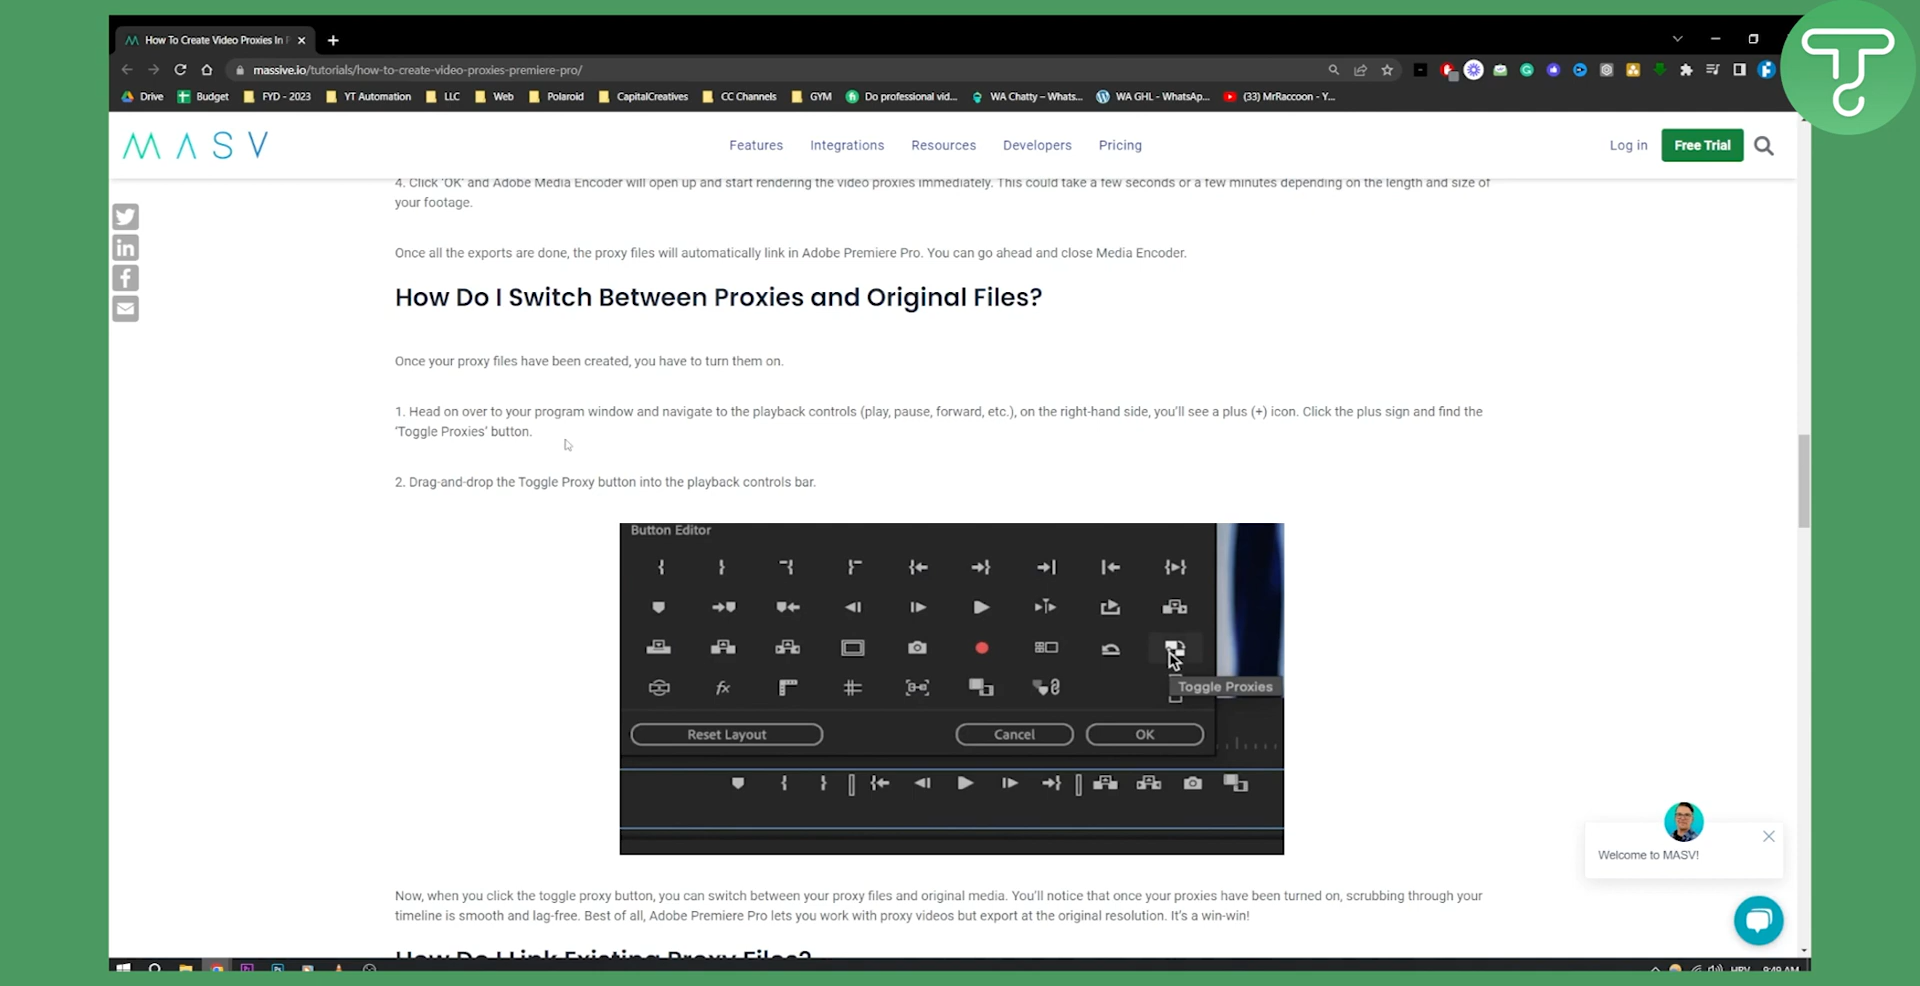 How To Create Video Proxies In P
massive.io/tutorials/how-to-create-video-proxies-premiere-pro/
Drive Budget FYD - 2023 YT Automation LLC Web Polaroid CapitalCreatives CC Channels GYM Do professional vid... WA Chatty – Whats... WA GHL - WhatsAp... (33) MrRaccoon - Y...
MASV Features Integrations Resources Developers Pricing Log in Free Trial
4. Click ‘OK’ and Adobe Media Encoder will open up and start rendering the video proxies immediately. This could take a few seconds or a few minutes depending on the length and size of
your footage.
Once all the exports are done, the proxy files will automatically link in Adobe Premiere Pro. You can go ahead and close Media Encoder.
How Do I Switch Between Proxies and Original Files?
Once your proxy files have been created, you have to turn them on.
1. Head on over to your program window and navigate to the playback controls (play, pause, forward, etc.), on the right-hand side, you’ll see a plus (+) icon. Click the plus sign and find the
‘Toggle Proxies’ button.
2. Drag-and-drop the Toggle Proxy button into the playback controls bar.
Button Editor
fx
Toggle Proxies
Reset Layout Cancel OK
Welcome to MASV!
Now, when you click the toggle proxy button, you can switch between your proxy files and original media. You’ll notice that once your proxies have been turned on, scrubbing through your
timeline is smooth and lag-free. Best of all, Adobe Premiere Pro lets you work with proxy videos but export at the original resolution. It’s a win-win!
How Do I Link Existing Proxy Files?
HRV 9:49 AM